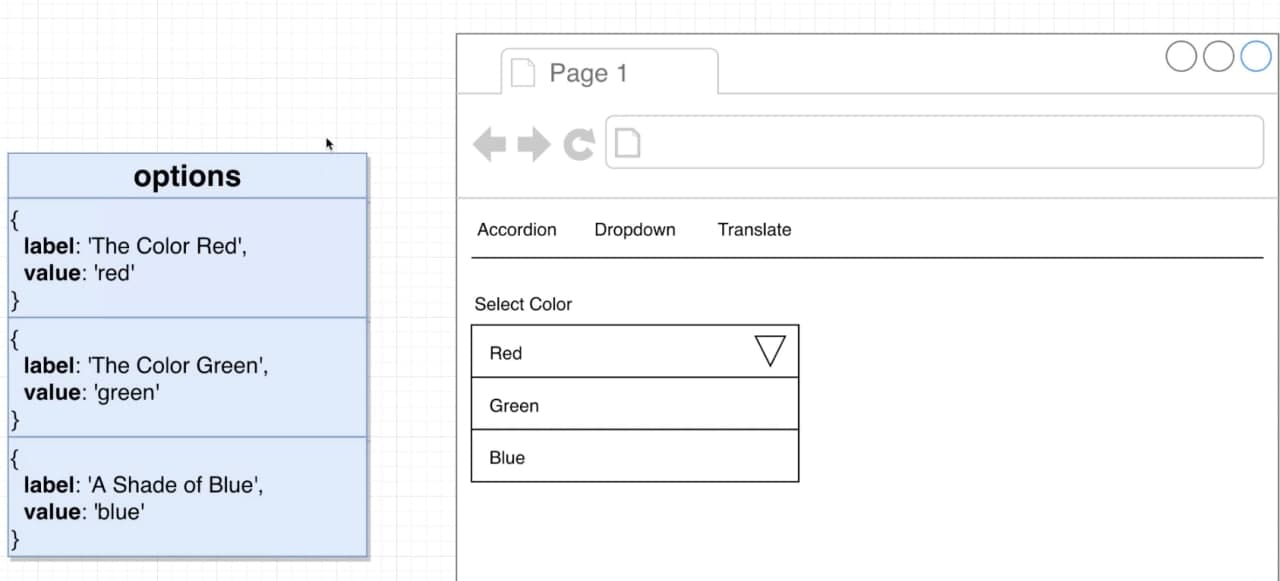 options
{
label: 'The Color Red',
value: 'red'
}
{
label: 'The Color Green',
value: 'green'
}
{
label: 'A Shade of Blue',
value: 'blue'
}
Page 1
Accordion Dropdown Translate
Select Color
Red
Green
Blue